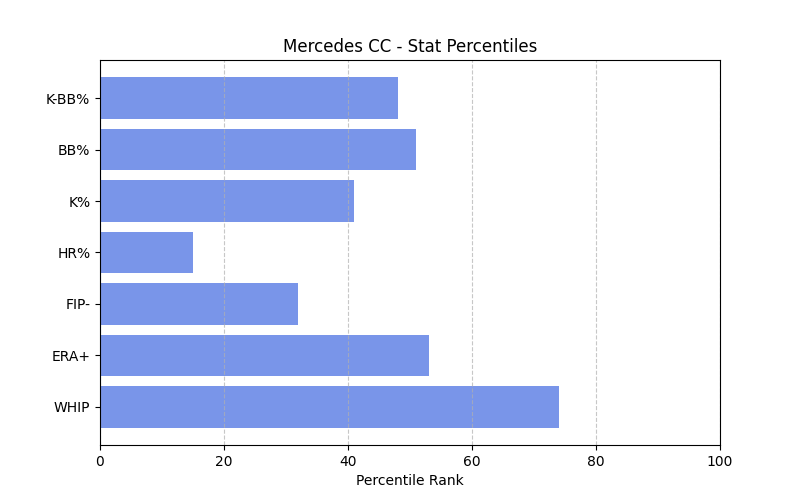 Mercedes CC - Stat Percentiles
K-BB%
BB%
K%
HR%
FIP-
ERA+
WHIP
0 20 40 60 80 100
Percentile Rank